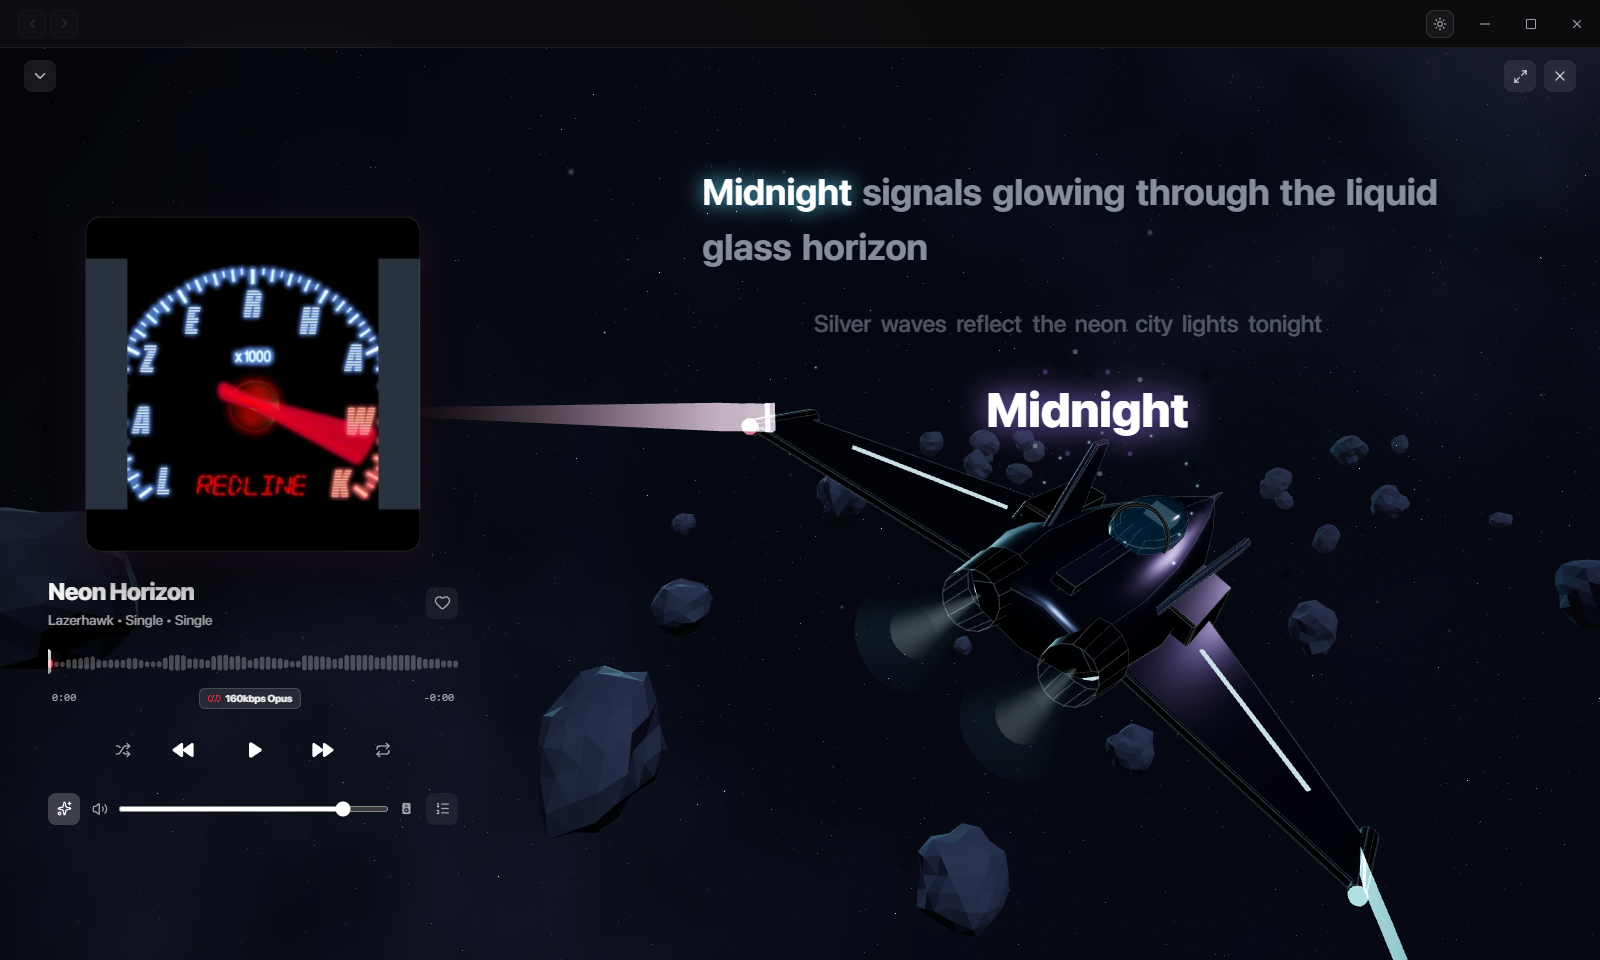 Midnight signals glowing through the liquid
glass horizon
Silver waves reflect the neon city lights tonight
Midnight
LAZERHAWK
x1000
REDLINE
Neon Horizon
Lazerhawk • Single • Single
0:00
160kbps Opus
-0:00